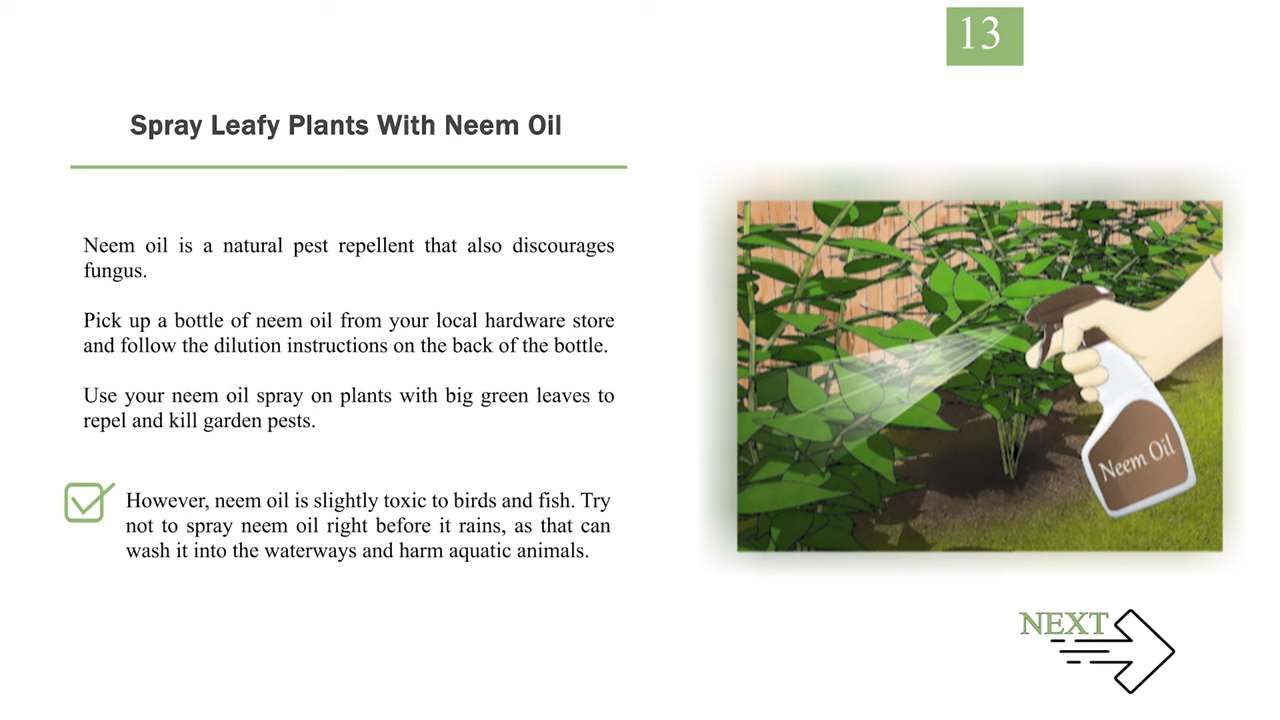 13
Spray Leafy Plants With Neem Oil
Neem oil is a natural pest repellent that also discourages
fungus.
Pick up a bottle of neem oil from your local hardware store
and follow the dilution instructions on the back of the bottle.
Use your neem oil spray on plants with big green leaves to
repel and kill garden pests.
However, neem oil is slightly toxic to birds and fish. Try
not to spray neem oil right before it rains, as that can
wash it into the waterways and harm aquatic animals.
Neem Oil
NEXT